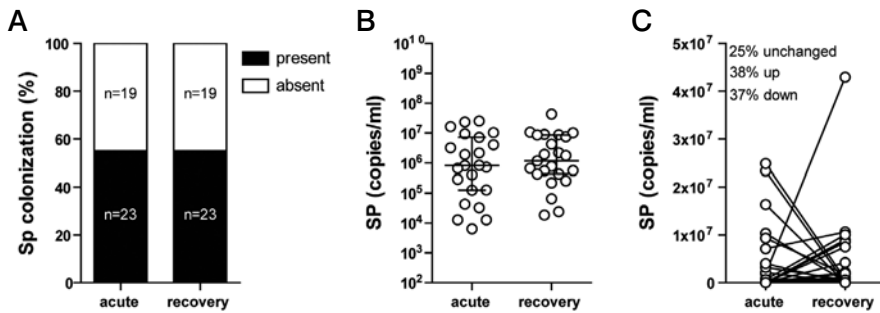 A
Sp colonization (%)
100
80
60
40
20
0
n=19
n=19
n=23
n=23
acute
recovery
present
absent
B
SP (copies/ml)
10¹⁰
10⁹
10⁸
10⁷
10⁶
10⁵
10⁴
10³
10²
acute
recovery
C
SP (copies/ml)
5x10⁷
4x10⁷
3x10⁷
2x10⁷
1x10⁷
0
25% unchanged
38% up
37% down
acute
recovery